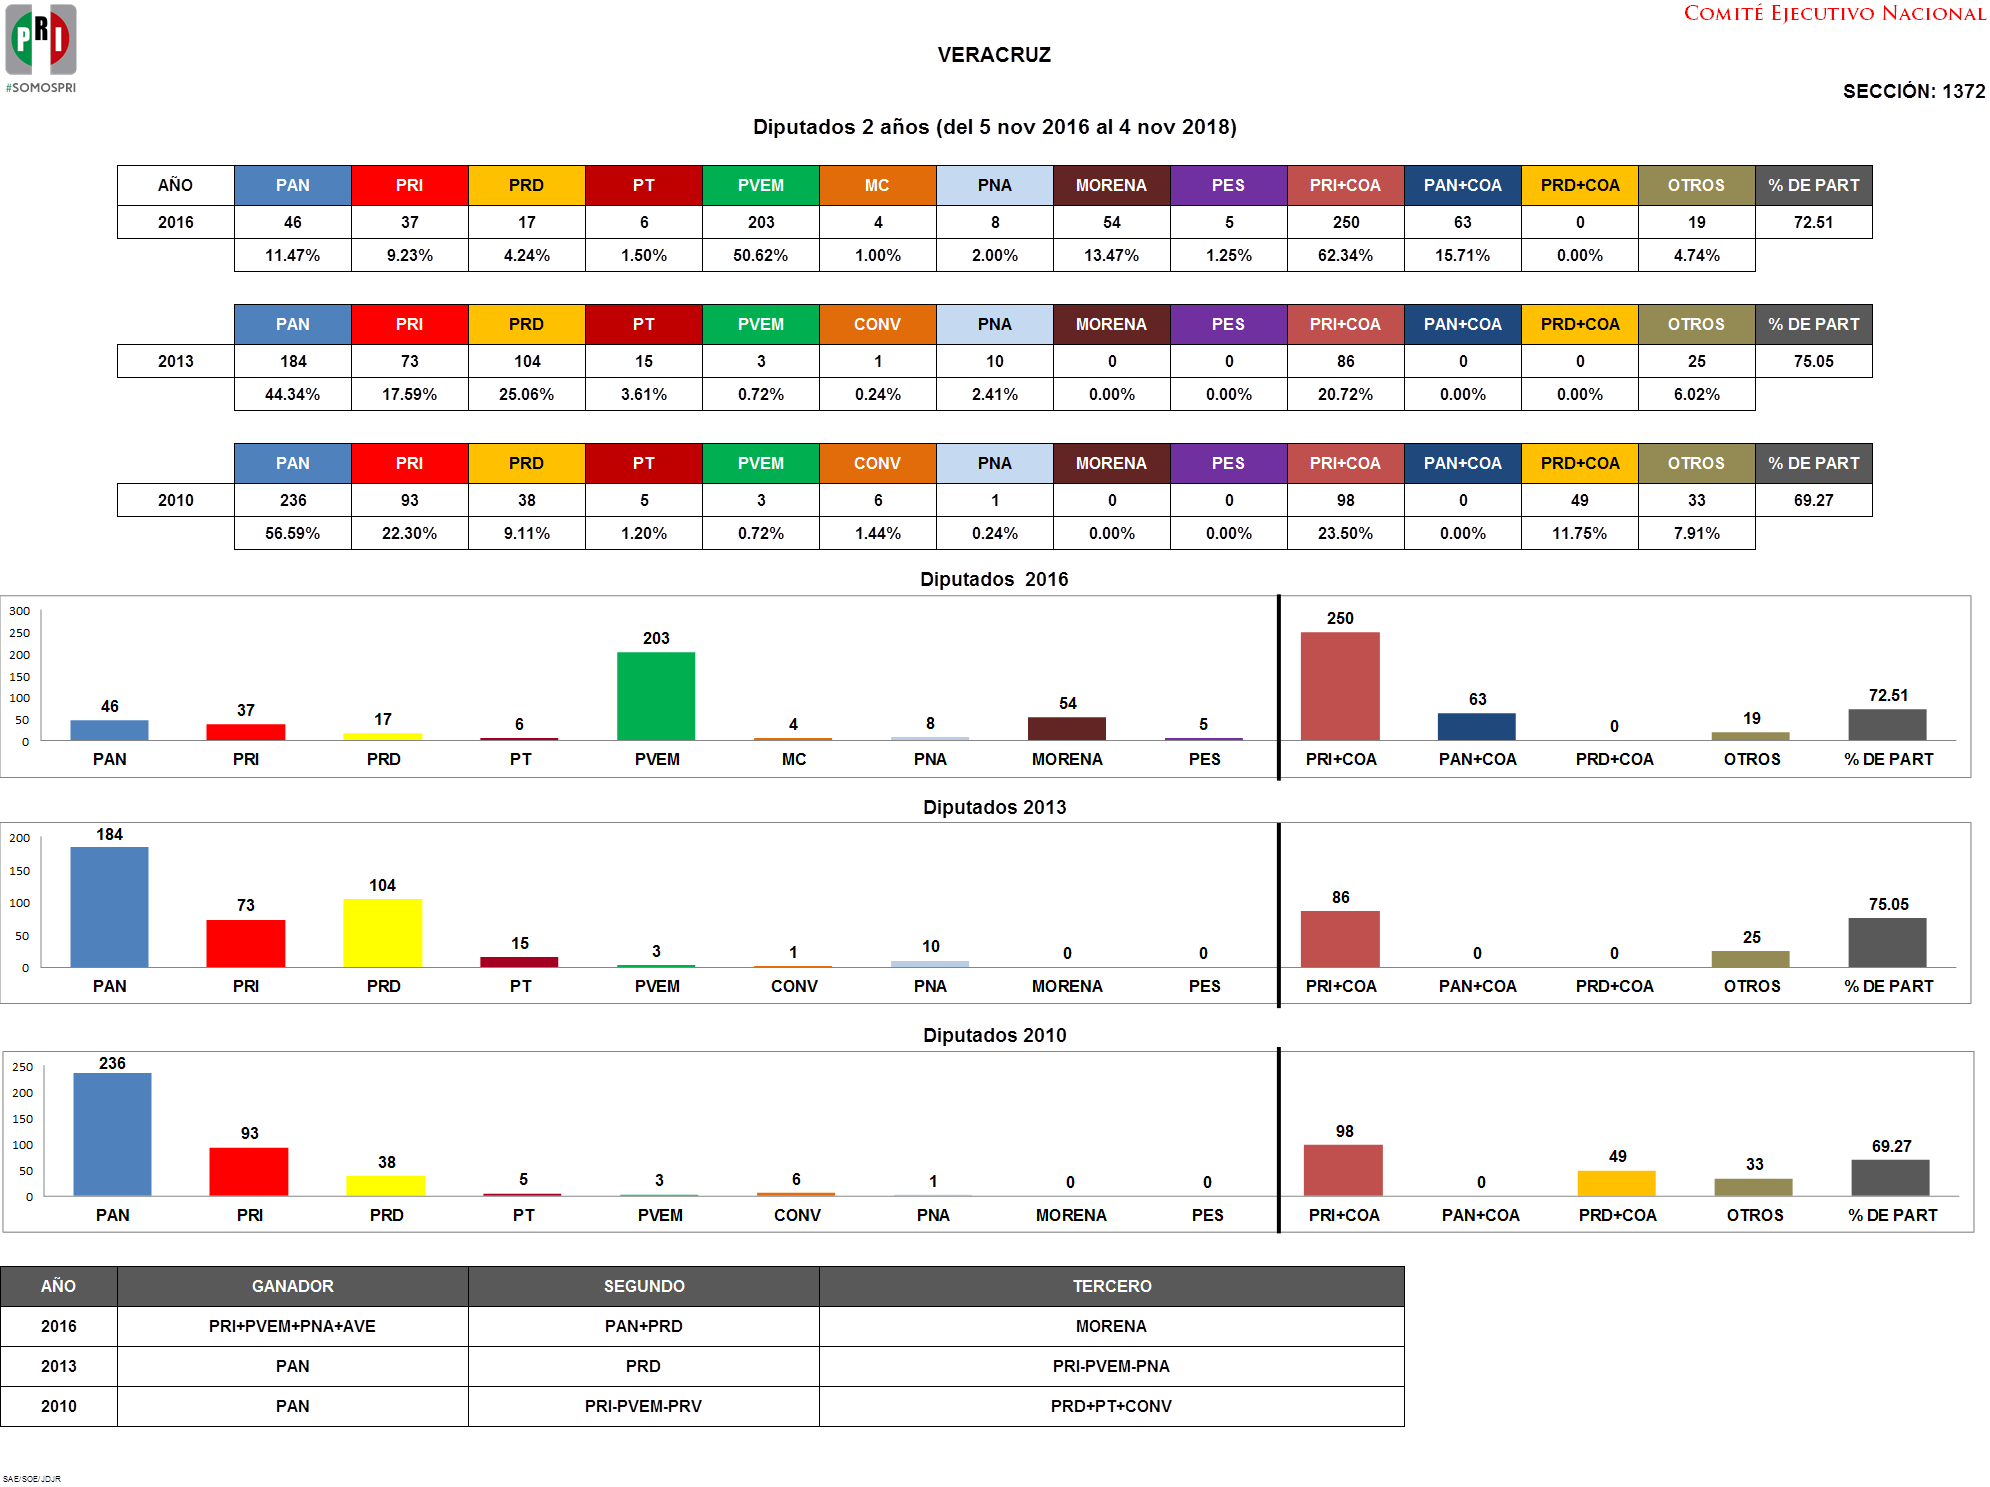 PRI
#SOMOSPRI
COMITÉ EJECUTIVO NACIONAL
VERACRUZ
SECCIÓN: 1372
Diputados 2 años (del 5 nov 2016 al 4 nov 2018)
AÑO PAN PRI PRD PT PVEM MC PNA MORENA PES PRI+COA PAN+COA PRD+COA OTROS % DE PART
2016 46 37 17 6 203 4 8 54 5 250 63 0 19 72.51
11.47% 9.23% 4.24% 1.50% 50.62% 1.00% 2.00% 13.47% 1.25% 62.34% 15.71% 0.00% 4.74%
PAN PRI PRD PT PVEM CONV PNA MORENA PES PRI+COA PAN+COA PRD+COA OTROS % DE PART
2013 184 73 104 15 3 1 10 0 0 86 0 0 25 75.05
44.34% 17.59% 25.06% 3.61% 0.72% 0.24% 2.41% 0.00% 0.00% 20.72% 0.00% 0.00% 6.02%
PAN PRI PRD PT PVEM CONV PNA MORENA PES PRI+COA PAN+COA PRD+COA OTROS % DE PART
2010 236 93 38 5 3 6 1 0 0 98 0 49 33 69.27
56.59% 22.30% 9.11% 1.20% 0.72% 1.44% 0.24% 0.00% 0.00% 23.50% 0.00% 11.75% 7.91%
Diputados 2016
300
250
200
150
100
50
0
46 37 17 6 203 4 8 54 5 250 63 0 19 72.51
PAN PRI PRD PT PVEM MC PNA MORENA PES PRI+COA PAN+COA PRD+COA OTROS % DE PART
Diputados 2013
200
150
100
50
0
184 73 104 15 3 1 10 0 0 86 0 0 25 75.05
PAN PRI PRD PT PVEM CONV PNA MORENA PES PRI+COA PAN+COA PRD+COA OTROS % DE PART
Diputados 2010
250
200
150
100
50
0
236 93 38 5 3 6 1 0 0 98 0 49 33 69.27
PAN PRI PRD PT PVEM CONV PNA MORENA PES PRI+COA PAN+COA PRD+COA OTROS % DE PART
AÑO GANADOR SEGUNDO TERCERO
2016 PRI+PVEM+PNA+AVE PAN+PRD MORENA
2013 PAN PRD PRI-PVEM-PNA
2010 PAN PRI-PVEM-PRV PRD+PT+CONV
SAE/SOE/JDJR